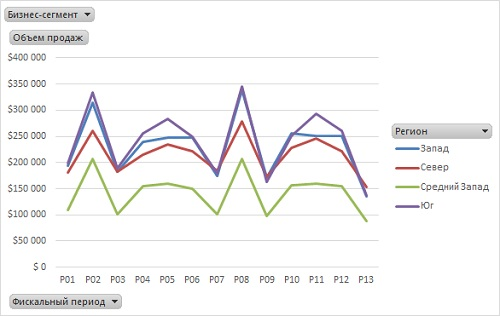 Бизнес-сегмент
Объем продаж
$400 000
$350 000
$300 000
$250 000
$200 000
$150 000
$100 000
$50 000
$ 0
P01 P02 P03 P04 P05 P06 P07 P08 P09 P10 P11 P12 P13
Фискальный период
Регион
Запад
Север
Средний Запад
Юг